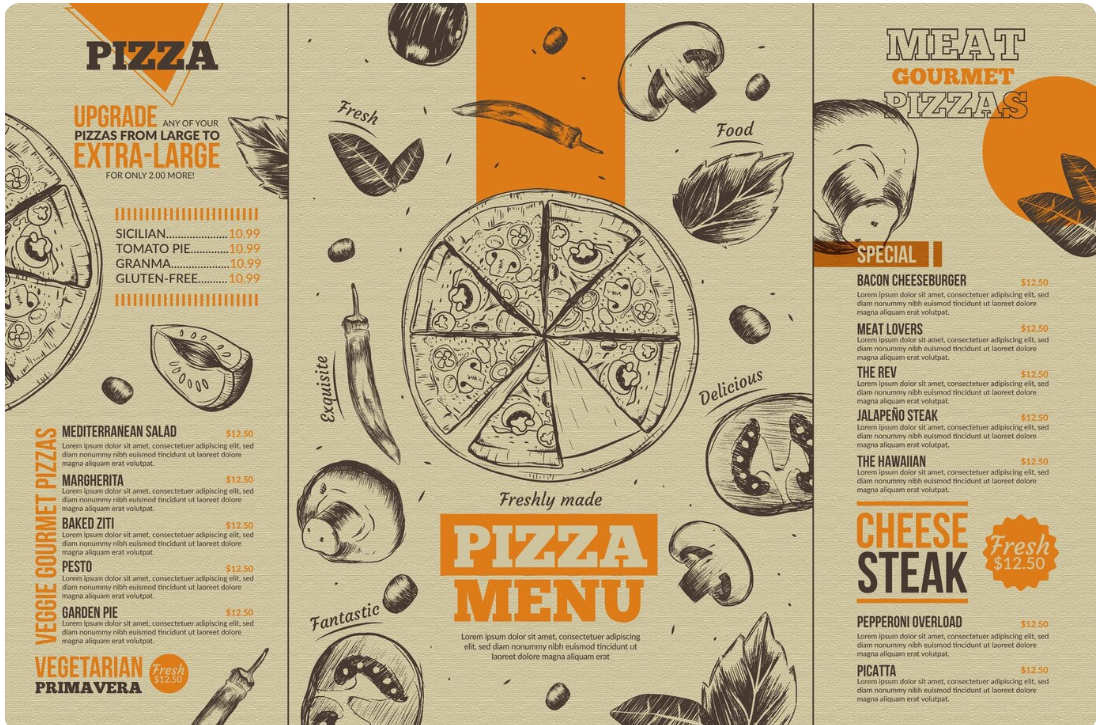 PIZZA
UPGRADE ANY OF YOUR
PIZZAS FROM LARGE TO
EXTRA-LARGE
FOR ONLY 2.00 MORE!
SICILIAN......................10.99
TOMATO PIE..............10.99
GRANMA.....................10.99
GLUTEN-FREE..........10.99
VEGGIE GOURMET PIZZAS
MEDITERRANEAN SALAD $12.50
Lorem ipsum dolor sit amet, consectetuer adipiscing elit, sed
diam nonummy nibh euismod tincidunt ut laoreet dolore
magna aliquam erat volutpat.
MARGHERITA $12.50
Lorem ipsum dolor sit amet, consectetuer adipiscing elit, sed
diam nonummy nibh euismod tincidunt ut laoreet dolore
magna aliquam erat volutpat.
BAKED ZITI $12.50
Lorem ipsum dolor sit amet, consectetuer adipiscing elit, sed
diam nonummy nibh euismod tincidunt ut laoreet dolore
magna aliquam erat volutpat.
PESTO $12.50
Lorem ipsum dolor sit amet, consectetuer adipiscing elit, sed
diam nonummy nibh euismod tincidunt ut laoreet dolore
magna aliquam erat volutpat.
GARDEN PIE $12.50
Lorem ipsum dolor sit amet, consectetuer adipiscing elit, sed
diam nonummy nibh euismod tincidunt ut laoreet dolore
magna aliquam erat volutpat.
VEGETARIAN
PRIMAVERA
Fresh
$12.50
Fresh
Food
Exquisite
Delicious
Freshly made
PIZZA
MENU
Fantastic
Lorem ipsum dolor sit amet, consectetuer adipiscing
elit, sed diam nonummy nibh euismod tincidunt ut
laoreet dolore magna aliquam erat
MEAT
GOURMET
PIZZAS
SPECIAL
BACON CHEESEBURGER $12.50
Lorem ipsum dolor sit amet, consectetuer adipiscing elit, sed
diam nonummy nibh euismod tincidunt ut laoreet dolore
magna aliquam erat volutpat.
MEAT LOVERS $12.50
Lorem ipsum dolor sit amet, consectetuer adipiscing elit, sed
diam nonummy nibh euismod tincidunt ut laoreet dolore
magna aliquam erat volutpat.
THE REV $12.50
Lorem ipsum dolor sit amet, consectetuer adipiscing elit, sed
diam nonummy nibh euismod tincidunt ut laoreet dolore
magna aliquam erat volutpat.
JALAPEÑO STEAK $12.50
Lorem ipsum dolor sit amet, consectetuer adipiscing elit, sed
diam nonummy nibh euismod tincidunt ut laoreet dolore
magna aliquam erat volutpat.
THE HAWAIIAN $12.50
Lorem ipsum dolor sit amet, consectetuer adipiscing elit, sed
diam nonummy nibh euismod tincidunt ut laoreet dolore
magna aliquam erat volutpat.
CHEESE
STEAK
Fresh
$12.50
PEPPERONI OVERLOAD $12.50
Lorem ipsum dolor sit amet, consectetuer adipiscing elit, sed
diam nonummy nibh euismod tincidunt ut laoreet dolore
magna aliquam erat volutpat.
PICATTA $12.50
Lorem ipsum dolor sit amet, consectetuer adipiscing elit, sed
diam nonummy nibh euismod tincidunt ut laoreet dolore
magna aliquam erat volutpat.